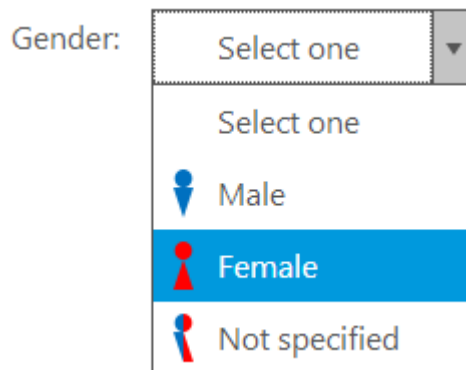 Gender: Select one
Select one
Male
Female
Not specified